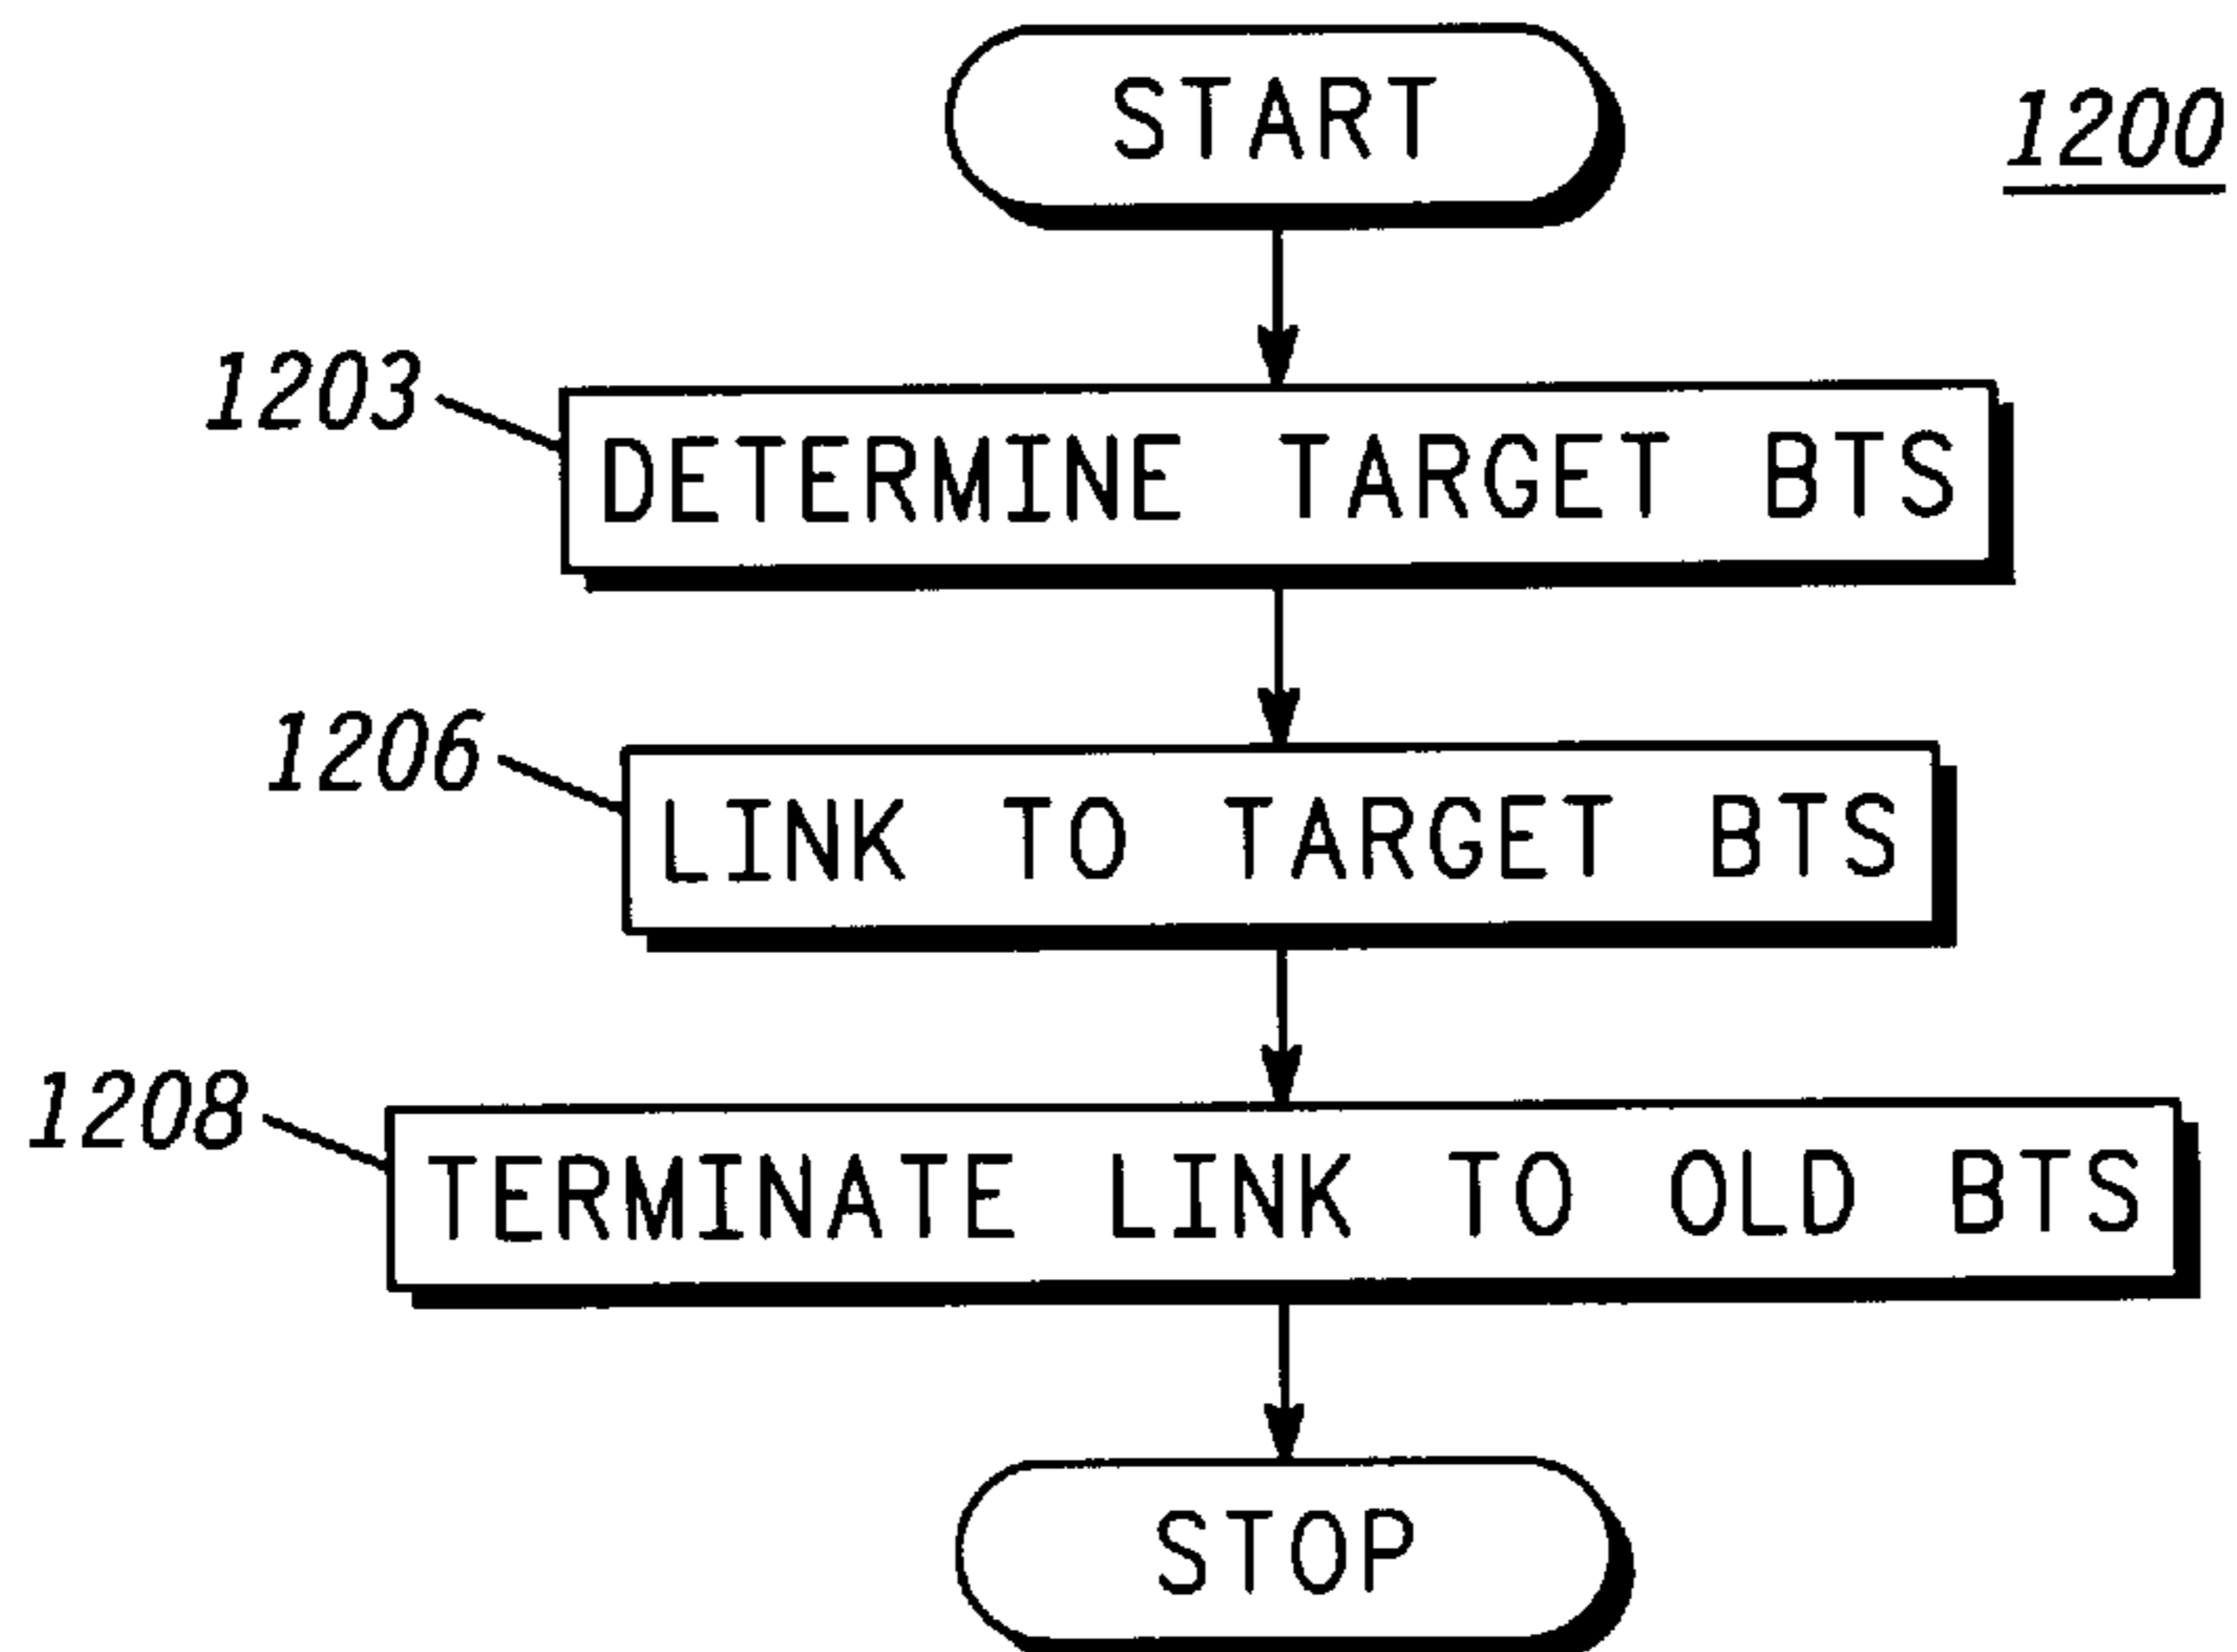 START
1200
1203
DETERMINE TARGET BTS
1206
LINK TO TARGET BTS
1208
TERMINATE LINK TO OLD BTS
STOP